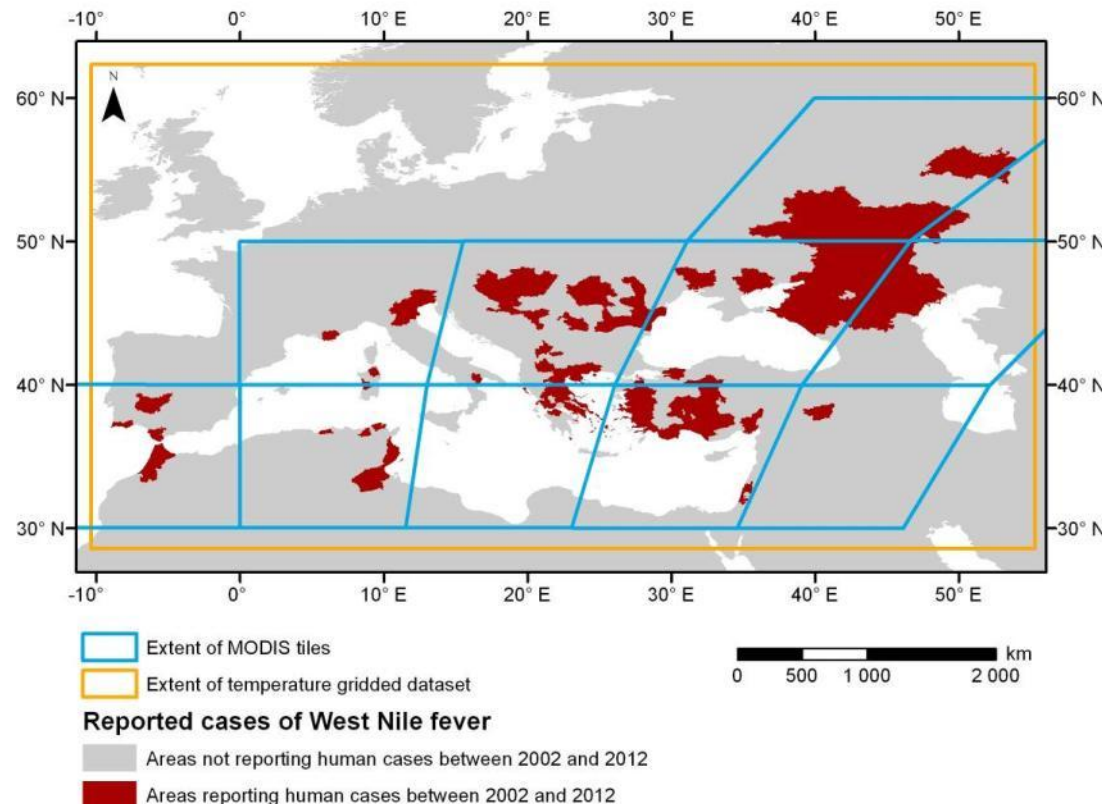 -10° 0° 10° E 20° E 30° E 40° E 50° E
N
60° N 60° N
50° N 50° N
40° N 40° N
30° N 30° N
-10° 0° 10° E 20° E 30° E 40° E 50° E
Extent of MODIS tiles
km
0 500 1 000 2 000
Extent of temperature gridded dataset
Reported cases of West Nile fever
Areas not reporting human cases between 2002 and 2012
Areas reporting human cases between 2002 and 2012